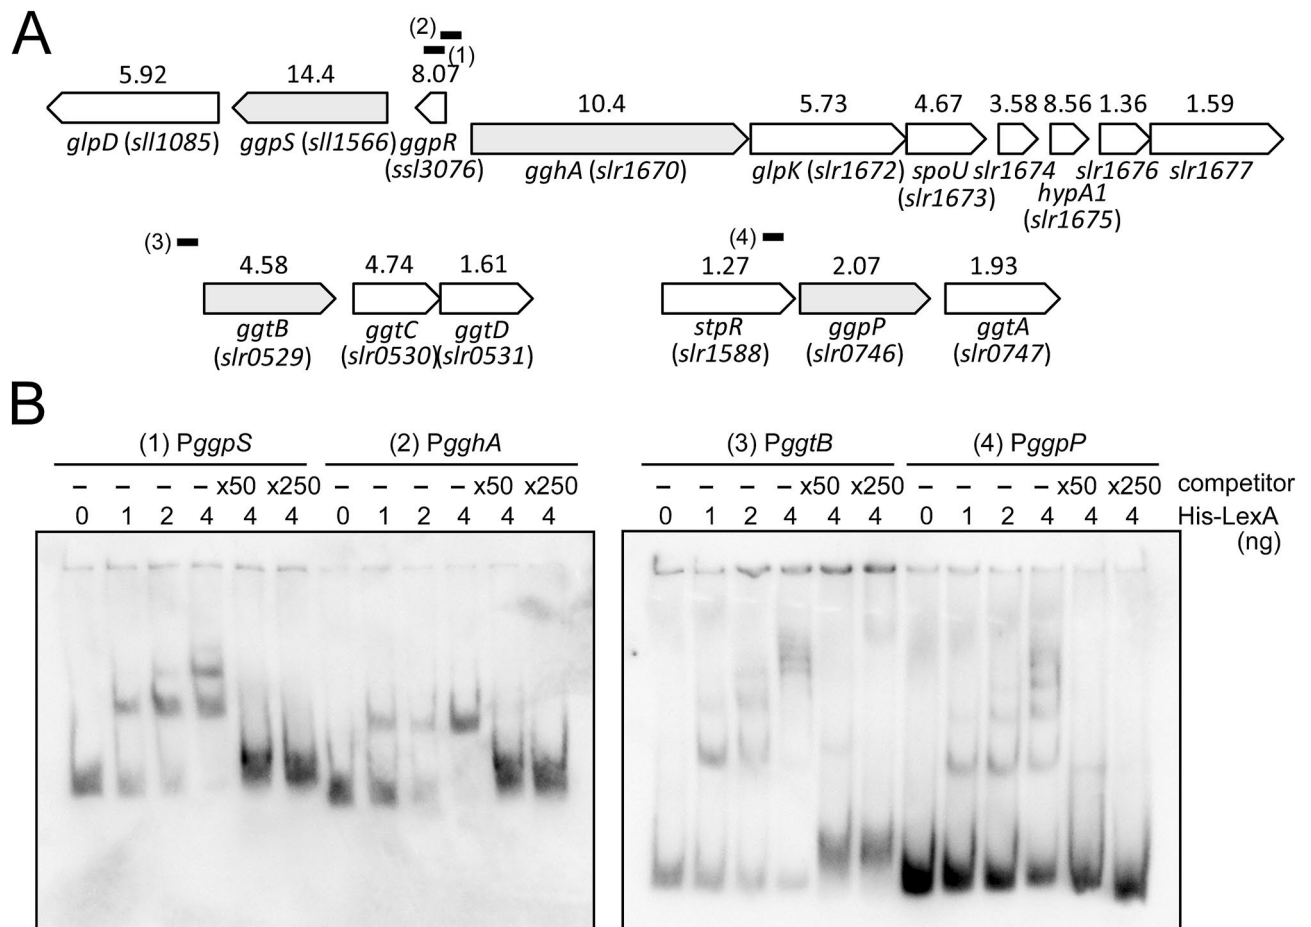 A
(2)
(1)
5.92 14.4 8.07
10.4 5.73 4.67 3.58 8.56 1.36 1.59
glpD (sll1085) ggpS (sll1566) ggpR
(ssl3076)
gghA (slr1670) glpK (slr1672) spoU slr1674 slr1676 slr1677
(slr1673) hypA1
(slr1675)
(3) (4)
4.58 4.74 1.61 1.27 2.07 1.93
ggtB ggtC ggtD stpR ggpP ggtA
(slr0529) (slr0530) (slr0531) (slr1588) (slr0746) (slr0747)
B
(1) PggpS (2) PgghA (3) PggtB (4) PggpP
– – – – x50 x250 – – – – x50 x250 – – – – x50 x250 – – – – x50 x250 competitor
0 1 2 4 4 4 0 1 2 4 4 4 0 1 2 4 4 4 0 1 2 4 4 4 His-LexA
(ng)